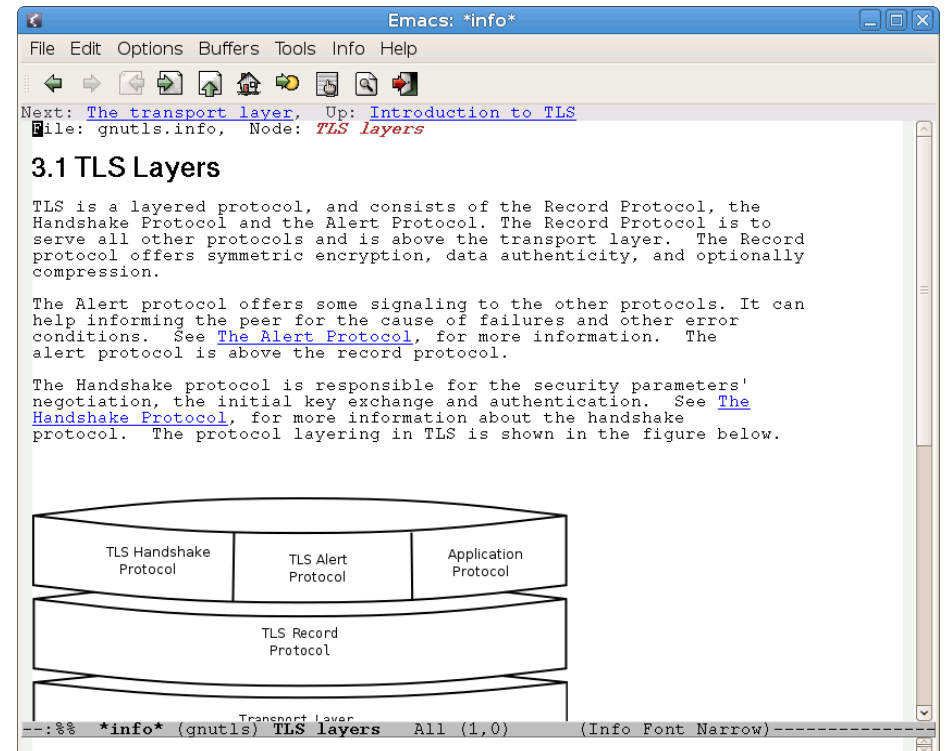 Emacs: *info*
File Edit Options Buffers Tools Info Help
Next: The transport layer, Up: Introduction to TLS
File: gnutls.info, Node: TLS layers
3.1 TLS Layers
TLS is a layered protocol, and consists of the Record Protocol, the
Handshake Protocol and the Alert Protocol. The Record Protocol is to
serve all other protocols and is above the transport layer. The Record
protocol offers symmetric encryption, data authenticity, and optionally
compression.
The Alert protocol offers some signaling to the other protocols. It can
help informing the peer for the cause of failures and other error
conditions. See The Alert Protocol, for more information. The
alert protocol is above the record protocol.
The Handshake protocol is responsible for the security parameters'
negotiation, the initial key exchange and authentication. See The
Handshake Protocol, for more information about the handshake
protocol. The protocol layering in TLS is shown in the figure below.
TLS Handshake
Protocol
TLS Alert
Protocol
Application
Protocol
TLS Record
Protocol
Transport Layer
--:%% *info* (gnutls) TLS layers All (1,0) (Info Font Narrow)--------------